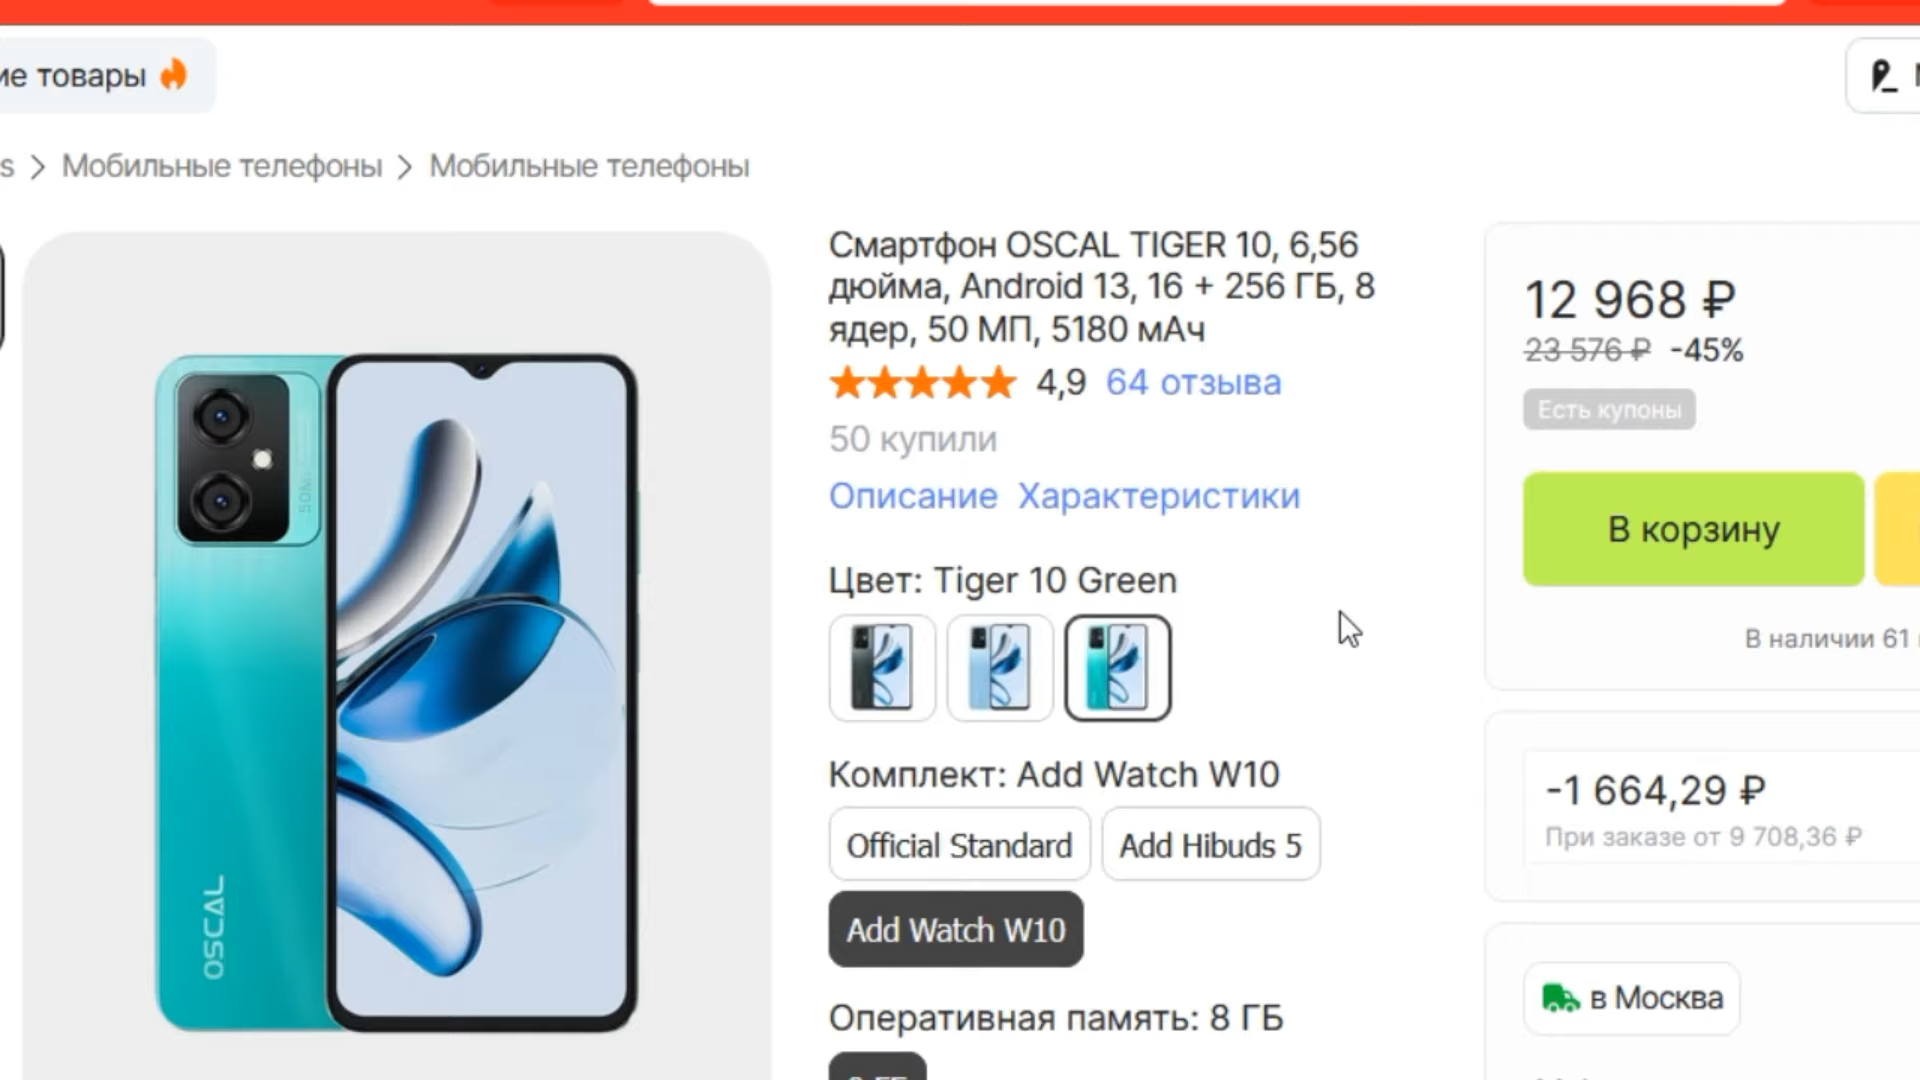 товары
Мобильные телефоны
Мобильные телефоны
Смартфон OSCAL TIGER 10, 6,56
дюйма, Android 13, 16 + 256 ГБ, 8
ядер, 50 МП, 5180 мАч
4,9 64 отзыва
50 купили
Описание Характеристики
Цвет: Tiger 10 Green
Комплект: Add Watch W10
Official Standard
Add Hibuds 5
Add Watch W10
Оперативная память: 8 ГБ
12 968 ₽
23 576 ₽ -45%
Есть купоны
В корзину
В наличии 61
-1 664,29 ₽
При заказе от 9 708,36 ₽
в Москва
OSCAL